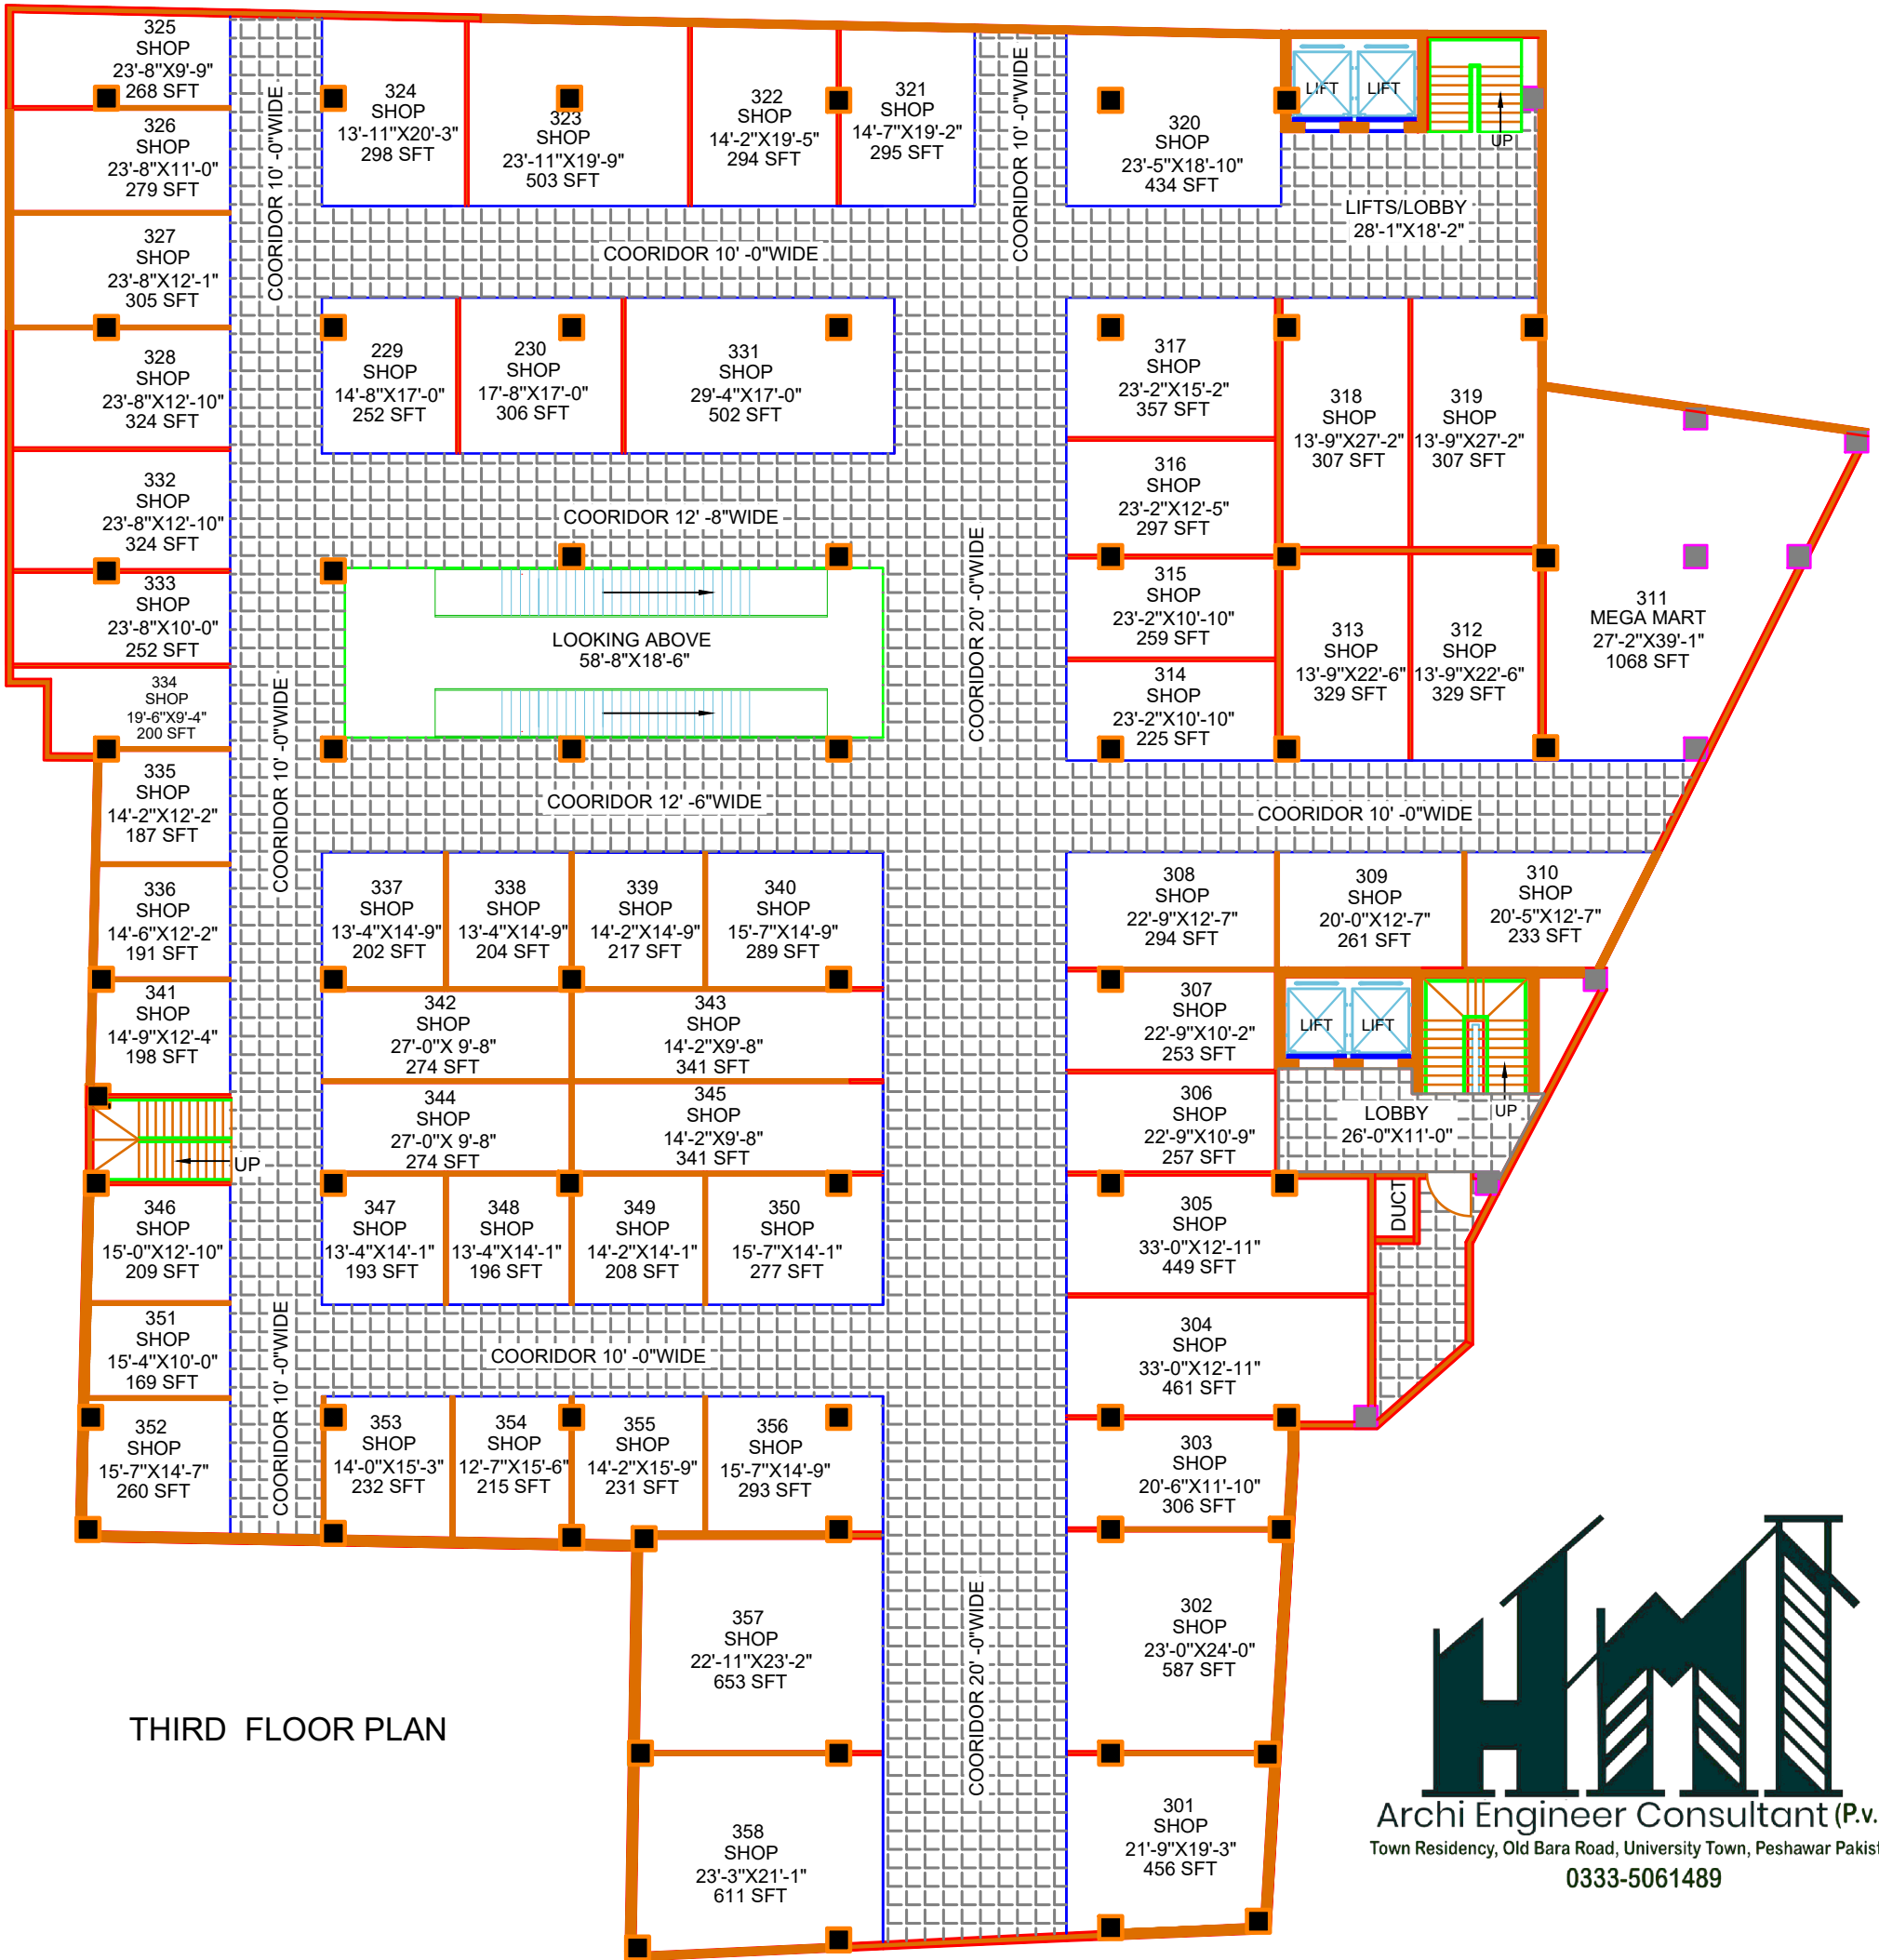 325
SHOP
23'-8"X9'-9"
268 SFT
326
SHOP
23'-8"X11'-0"
279 SFT
327
SHOP
23'-8"X12'-1"
305 SFT
328
SHOP
23'-8"X12'-10"
324 SFT
332
SHOP
23'-8"X12'-10"
324 SFT
333
SHOP
23'-8"X10'-0"
252 SFT
334
SHOP
19'-6"X9'-4"
200 SFT
335
SHOP
14'-2"X12'-2"
187 SFT
336
SHOP
14'-6"X12'-2"
191 SFT
341
SHOP
14'-9"X12'-4"
198 SFT
UP
346
SHOP
15'-0"X12'-10"
209 SFT
351
SHOP
15'-4"X10'-0"
169 SFT
352
SHOP
15'-7"X14'-7"
260 SFT
COORIDOR 10' -0"WIDE
COORIDOR 10' -0"WIDE
COORIDOR 10' -0"WIDE
324
SHOP
13'-11"X20'-3"
298 SFT
323
SHOP
23'-11"X19'-9"
503 SFT
322
SHOP
14'-2"X19'-5"
294 SFT
321
SHOP
14'-7"X19'-2"
295 SFT
COORIDOR 10' -0"WIDE
320
SHOP
23'-5"X18'-10"
434 SFT
LIFT
LIFT
UP
LIFTS/LOBBY
28'-1"X18'-2"
COORIDOR 10' -0"WIDE
229
SHOP
14'-8"X17'-0"
252 SFT
230
SHOP
17'-8"X17'-0"
306 SFT
331
SHOP
29'-4"X17'-0"
502 SFT
COORIDOR 12' -8"WIDE
LOOKING ABOVE
58'-8"X18'-6"
COORIDOR 12' -6"WIDE
COORIDOR 20' -0"WIDE
317
SHOP
23'-2"X15'-2"
357 SFT
316
SHOP
23'-2"X12'-5"
297 SFT
315
SHOP
23'-2"X10'-10"
259 SFT
314
SHOP
23'-2"X10'-10"
225 SFT
318
SHOP
13'-9"X27'-2"
307 SFT
319
SHOP
13'-9"X27'-2"
307 SFT
313
SHOP
13'-9"X22'-6"
329 SFT
312
SHOP
13'-9"X22'-6"
329 SFT
311
MEGA MART
27'-2"X39'-1"
1068 SFT
COORIDOR 10' -0"WIDE
337
SHOP
13'-4"X14'-9"
202 SFT
338
SHOP
13'-4"X14'-9"
204 SFT
339
SHOP
14'-2"X14'-9"
217 SFT
340
SHOP
15'-7"X14'-9"
289 SFT
342
SHOP
27'-0"X 9'-8"
274 SFT
343
SHOP
14'-2"X9'-8"
341 SFT
344
SHOP
27'-0"X 9'-8"
274 SFT
345
SHOP
14'-2"X9'-8"
341 SFT
347
SHOP
13'-4"X14'-1"
193 SFT
348
SHOP
13'-4"X14'-1"
196 SFT
349
SHOP
14'-2"X14'-1"
208 SFT
350
SHOP
15'-7"X14'-1"
277 SFT
COORIDOR 10' -0"WIDE
353
SHOP
14'-0"X15'-3"
232 SFT
354
SHOP
12'-7"X15'-6"
215 SFT
355
SHOP
14'-2"X15'-9"
231 SFT
356
SHOP
15'-7"X14'-9"
293 SFT
357
SHOP
22'-11"X23'-2"
653 SFT
358
SHOP
23'-3"X21'-1"
611 SFT
COORIDOR 20' -0"WIDE
308
SHOP
22'-9"X12'-7"
294 SFT
309
SHOP
20'-0"X12'-7"
261 SFT
310
SHOP
20'-5"X12'-7"
233 SFT
307
SHOP
22'-9"X10'-2"
253 SFT
LIFT
LIFT
UP
306
SHOP
22'-9"X10'-9"
257 SFT
LOBBY
26'-0"X11'-0"
305
SHOP
33'-0"X12'-11"
449 SFT
DUCT
304
SHOP
33'-0"X12'-11"
461 SFT
303
SHOP
20'-6"X11'-10"
306 SFT
302
SHOP
23'-0"X24'-0"
587 SFT
301
SHOP
21'-9"X19'-3"
456 SFT
THIRD FLOOR PLAN
Archi Engineer Consultant (P.v.
Town Residency, Old Bara Road, University Town, Peshawar Pakist
0333-5061489